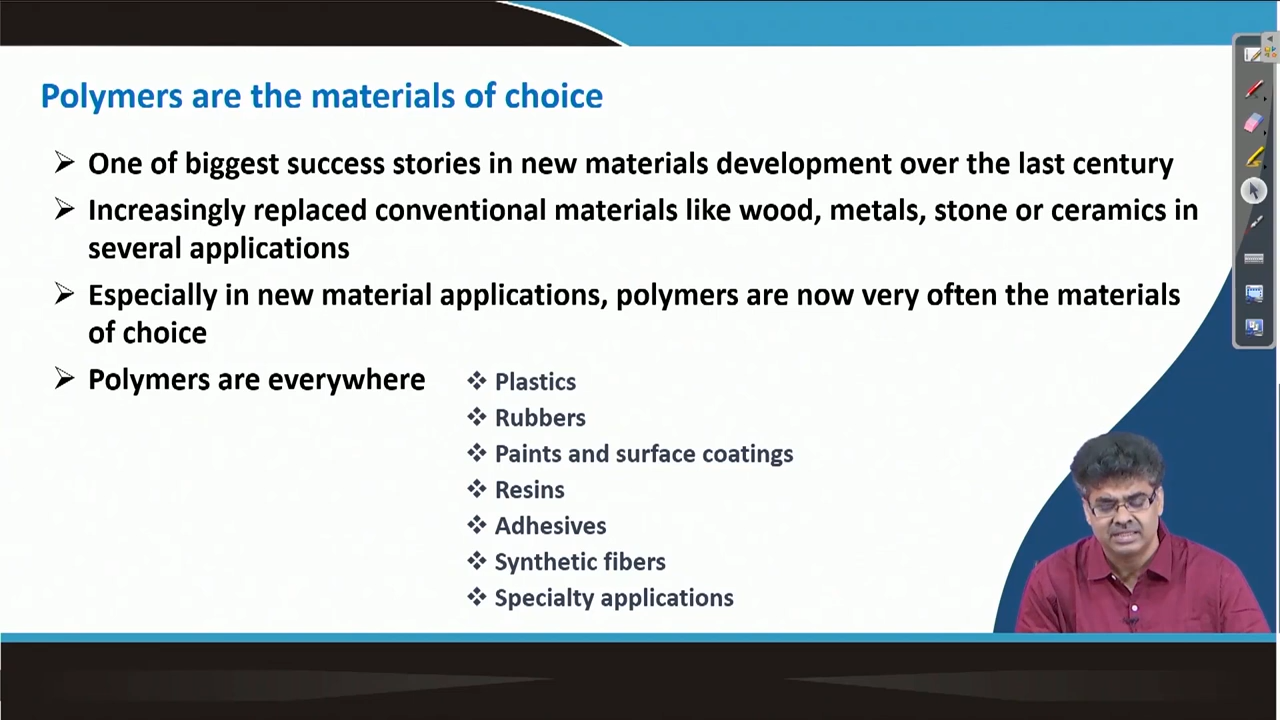 Polymers are the materials of choice
➢ One of biggest success stories in new materials development over the last century
➢ Increasingly replaced conventional materials like wood, metals, stone or ceramics in
several applications
➢ Especially in new material applications, polymers are now very often the materials
of choice
➢ Polymers are everywhere
❖ Plastics
❖ Rubbers
❖ Paints and surface coatings
❖ Resins
❖ Adhesives
❖ Synthetic fibers
❖ Specialty applications